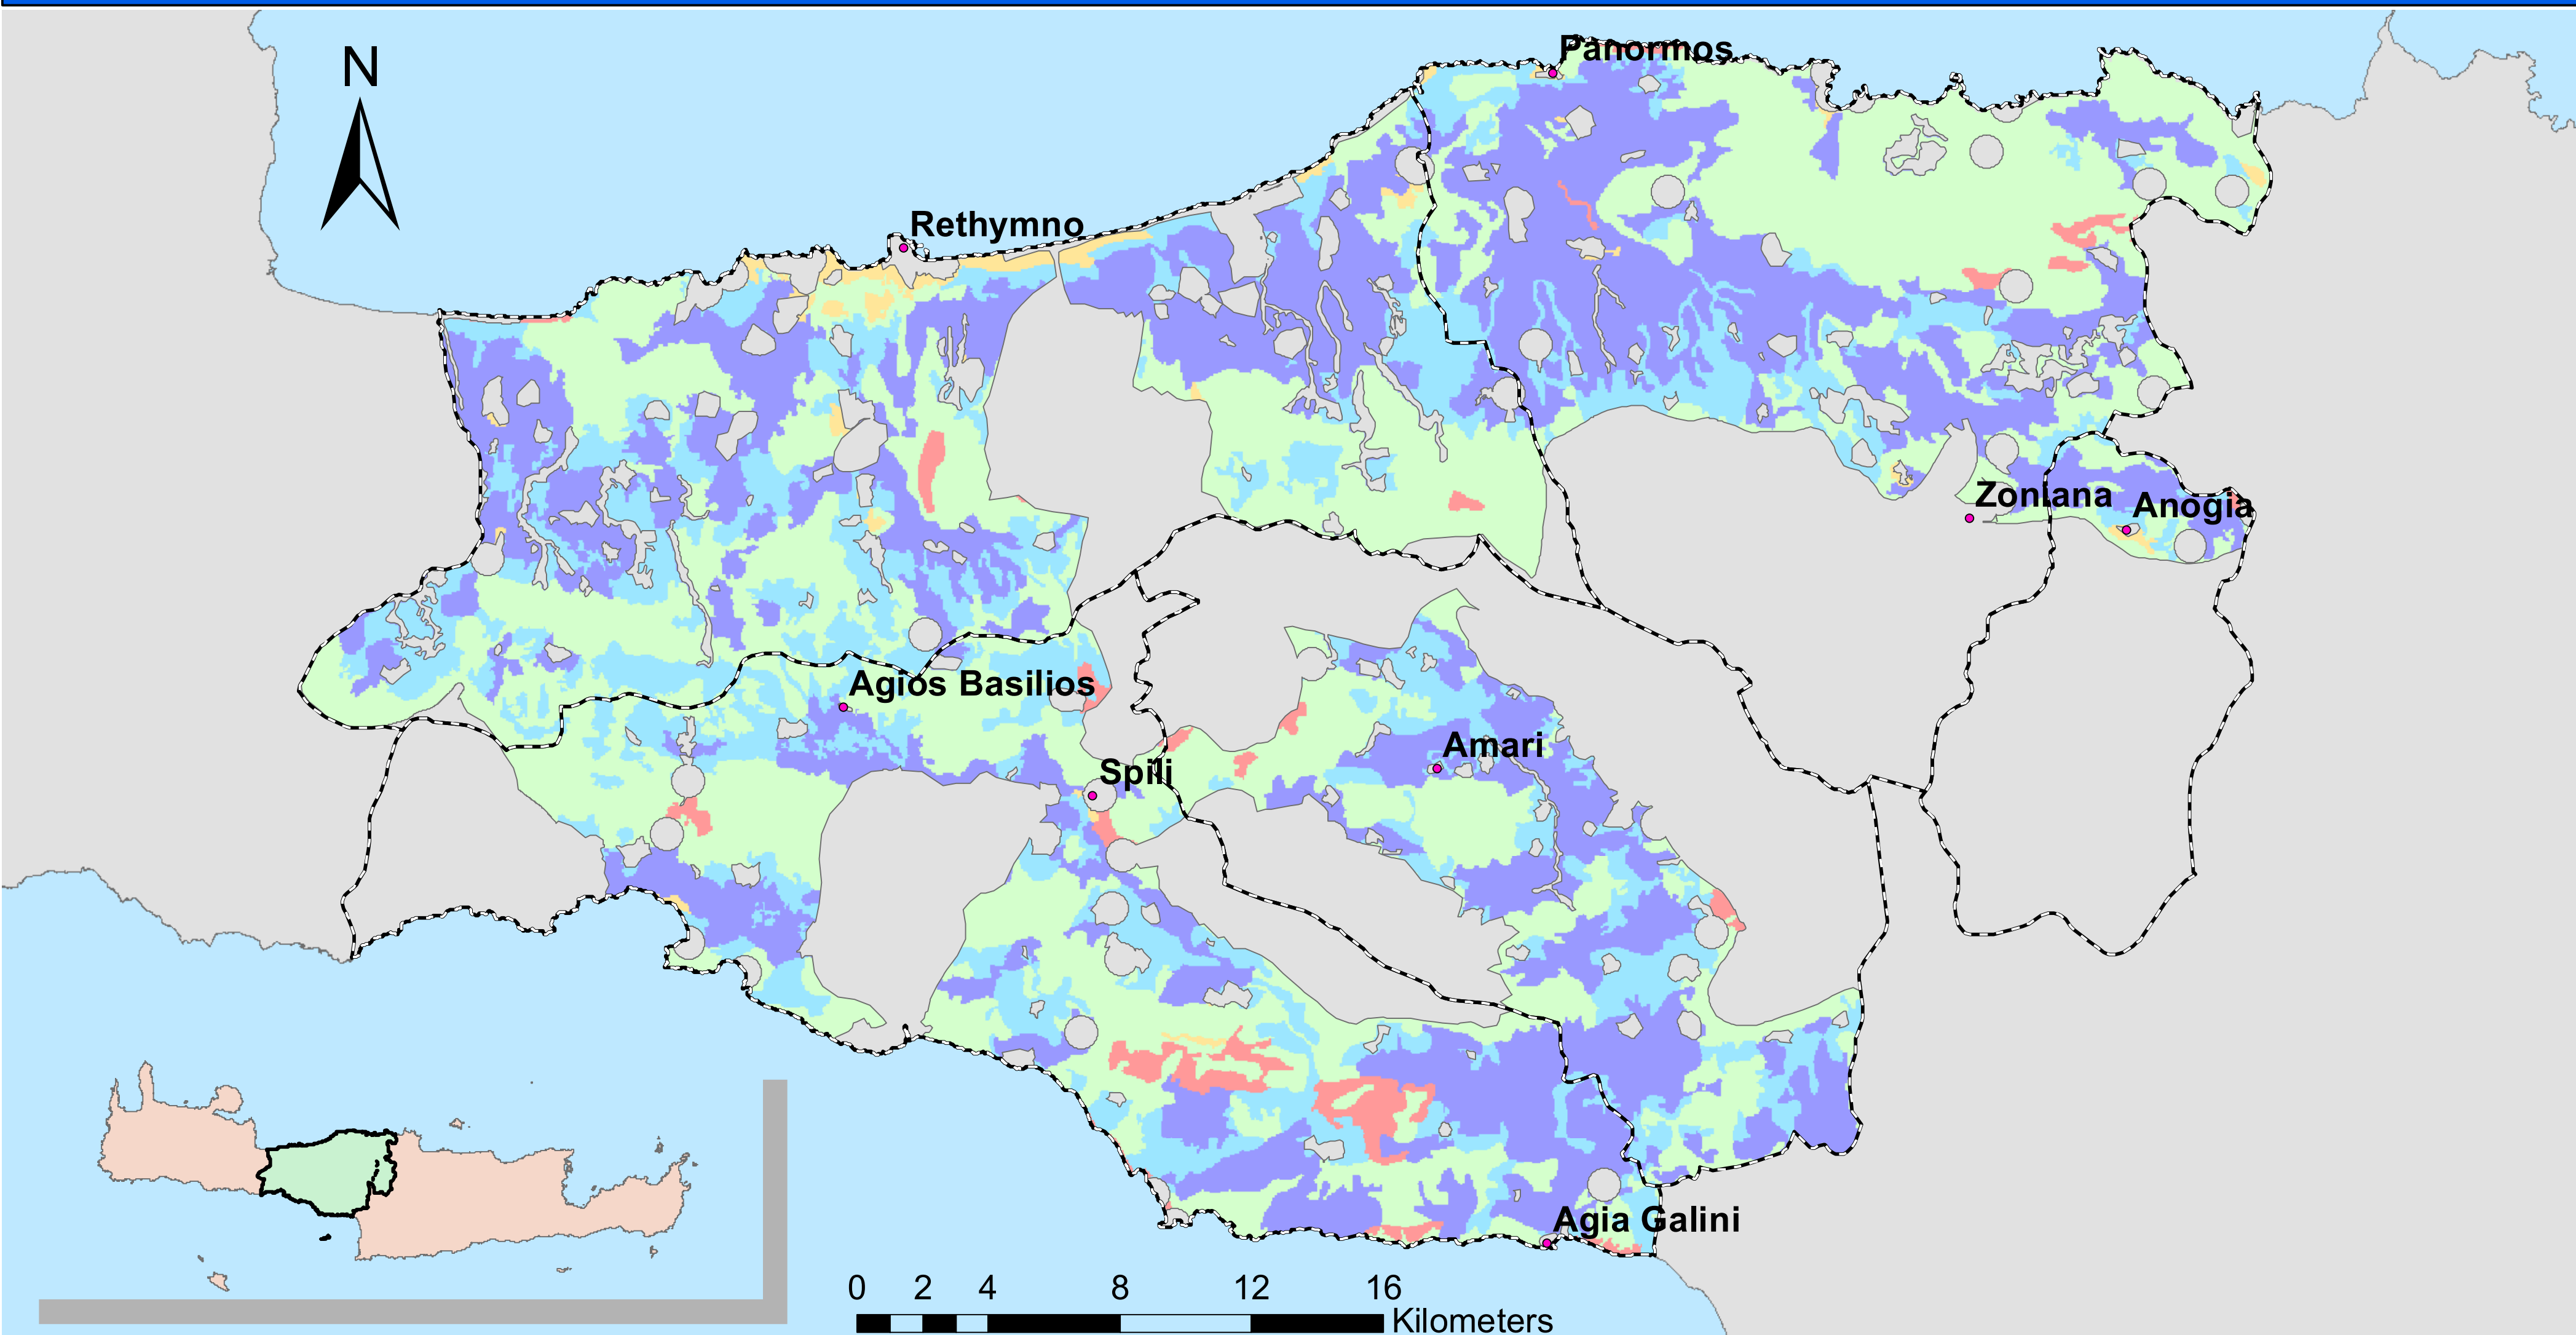 Panormos
N
Rethymno
Zoniana
Anogia
Agios Basilios
Amari
Spili
Agia Galini
0 2 4 8 12 16
Kilometers